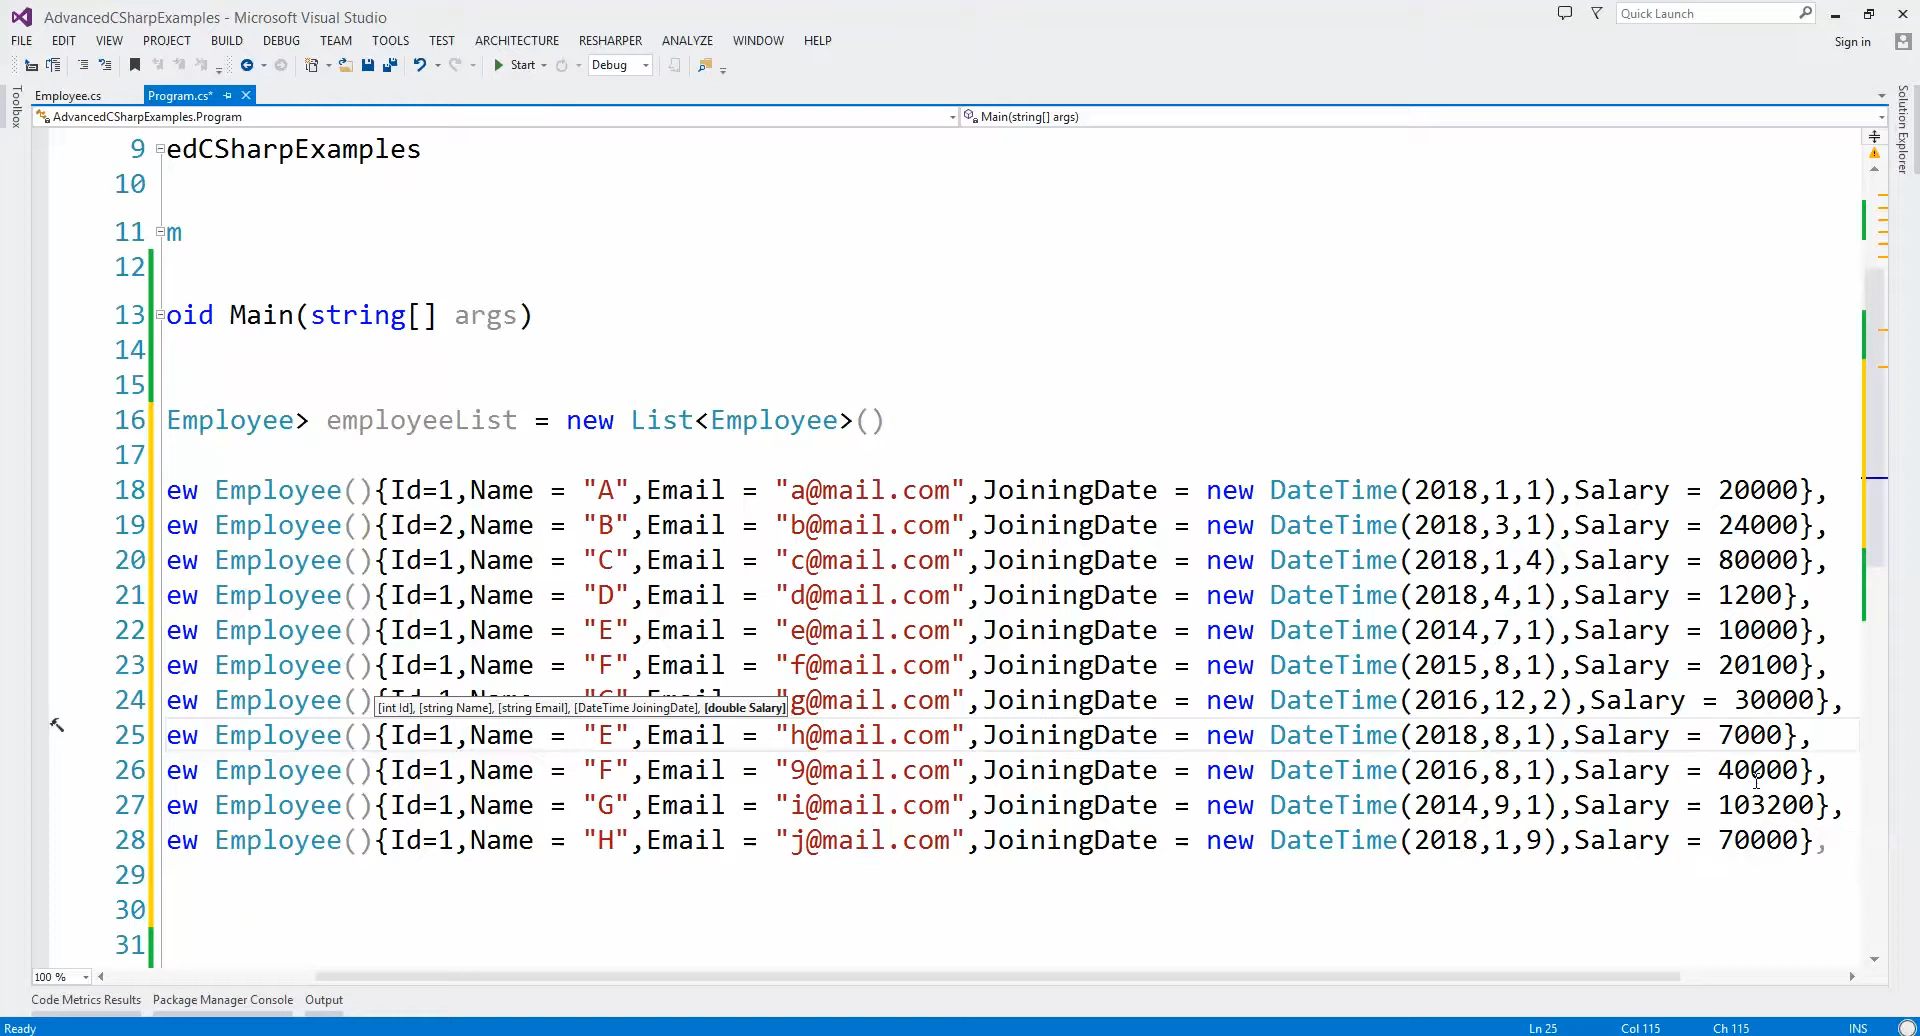 AdvancedCSharpExamples - Microsoft Visual Studio
Quick Launch
FILE EDIT VIEW PROJECT BUILD DEBUG TEAM TOOLS TEST ARCHITECTURE RESHARPER ANALYZE WINDOW HELP
Sign in
Start Debug
Toolbox
Employee.cs Program.cs*
Solution Explorer
AdvancedCSharpExamples.Program Main(string[] args)
9 edCSharpExamples
10
11 m
12
13 oid Main(string[] args)
14
15
16 Employee> employeeList = new List<Employee>()
17
18 ew Employee(){Id=1,Name = "A",Email = "a@mail.com",JoiningDate = new DateTime(2018,1,1),Salary = 20000},
19 ew Employee(){Id=2,Name = "B",Email = "b@mail.com",JoiningDate = new DateTime(2018,3,1),Salary = 24000},
20 ew Employee(){Id=1,Name = "C",Email = "c@mail.com",JoiningDate = new DateTime(2018,1,4),Salary = 80000},
21 ew Employee(){Id=1,Name = "D",Email = "d@mail.com",JoiningDate = new DateTime(2018,4,1),Salary = 1200},
22 ew Employee(){Id=1,Name = "E",Email = "e@mail.com",JoiningDate = new DateTime(2014,7,1),Salary = 10000},
23 ew Employee(){Id=1,Name = "F",Email = "f@mail.com",JoiningDate = new DateTime(2015,8,1),Salary = 20100},
24 ew Employee(){Id=1,Name = "G",Email = "g@mail.com",JoiningDate = new DateTime(2016,12,2),Salary = 30000},
[int Id], [string Name], [string Email], [DateTime JoiningDate], [double Salary]
25 ew Employee(){Id=1,Name = "E",Email = "h@mail.com",JoiningDate = new DateTime(2018,8,1),Salary = 7000},
26 ew Employee(){Id=1,Name = "F",Email = "9@mail.com",JoiningDate = new DateTime(2016,8,1),Salary = 40000},
27 ew Employee(){Id=1,Name = "G",Email = "i@mail.com",JoiningDate = new DateTime(2014,9,1),Salary = 103200},
28 ew Employee(){Id=1,Name = "H",Email = "j@mail.com",JoiningDate = new DateTime(2018,1,9),Salary = 70000},
29
30
31
100 %
Code Metrics Results Package Manager Console Output
Ready Ln 25 Col 115 Ch 115 INS